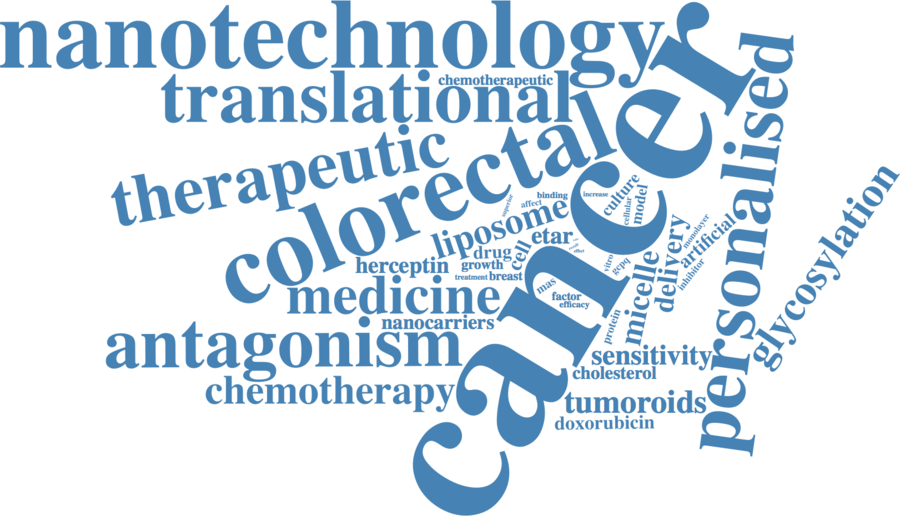 nanotechnology
chemotherapeutic
translational
cancer
personalised
therapeutic
colorectal
glycosylation
increase
binding
culture
model
cellular
superior
affect
liposome
etar
drug
cell
delivery
monolayer
artificial
herceptin
growth
treatment
breast
micelle
vitro
gcpq
inhibitor
medicine
mas
factor
efficacy
nanocarriers
protein
antagonism
sensitivity
cholesterol
chemotherapy
tumoroids
doxorubicin